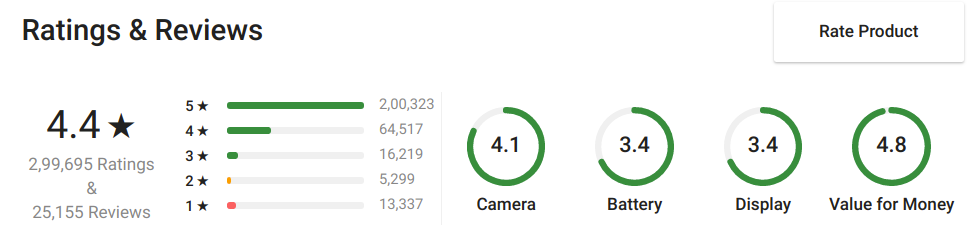 Ratings & Reviews
Rate Product
4.4 ★
2,99,695 Ratings
&
25,155 Reviews
5 ★ 2,00,323
4 ★ 64,517
3 ★ 16,219
2 ★ 5,299
1 ★ 13,337
4.1
Camera
3.4
Battery
3.4
Display
4.8
Value for Money